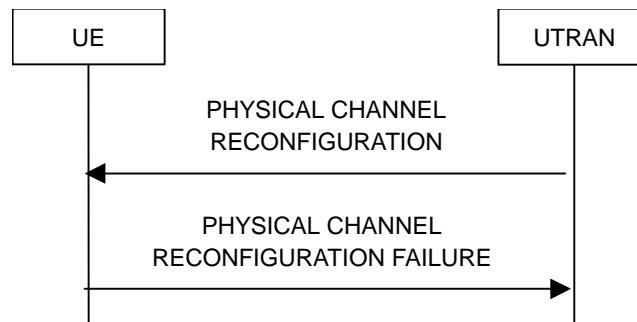 UE
UTRAN
PHYSICAL CHANNEL
RECONFIGURATION
PHYSICAL CHANNEL
RECONFIGURATION FAILURE